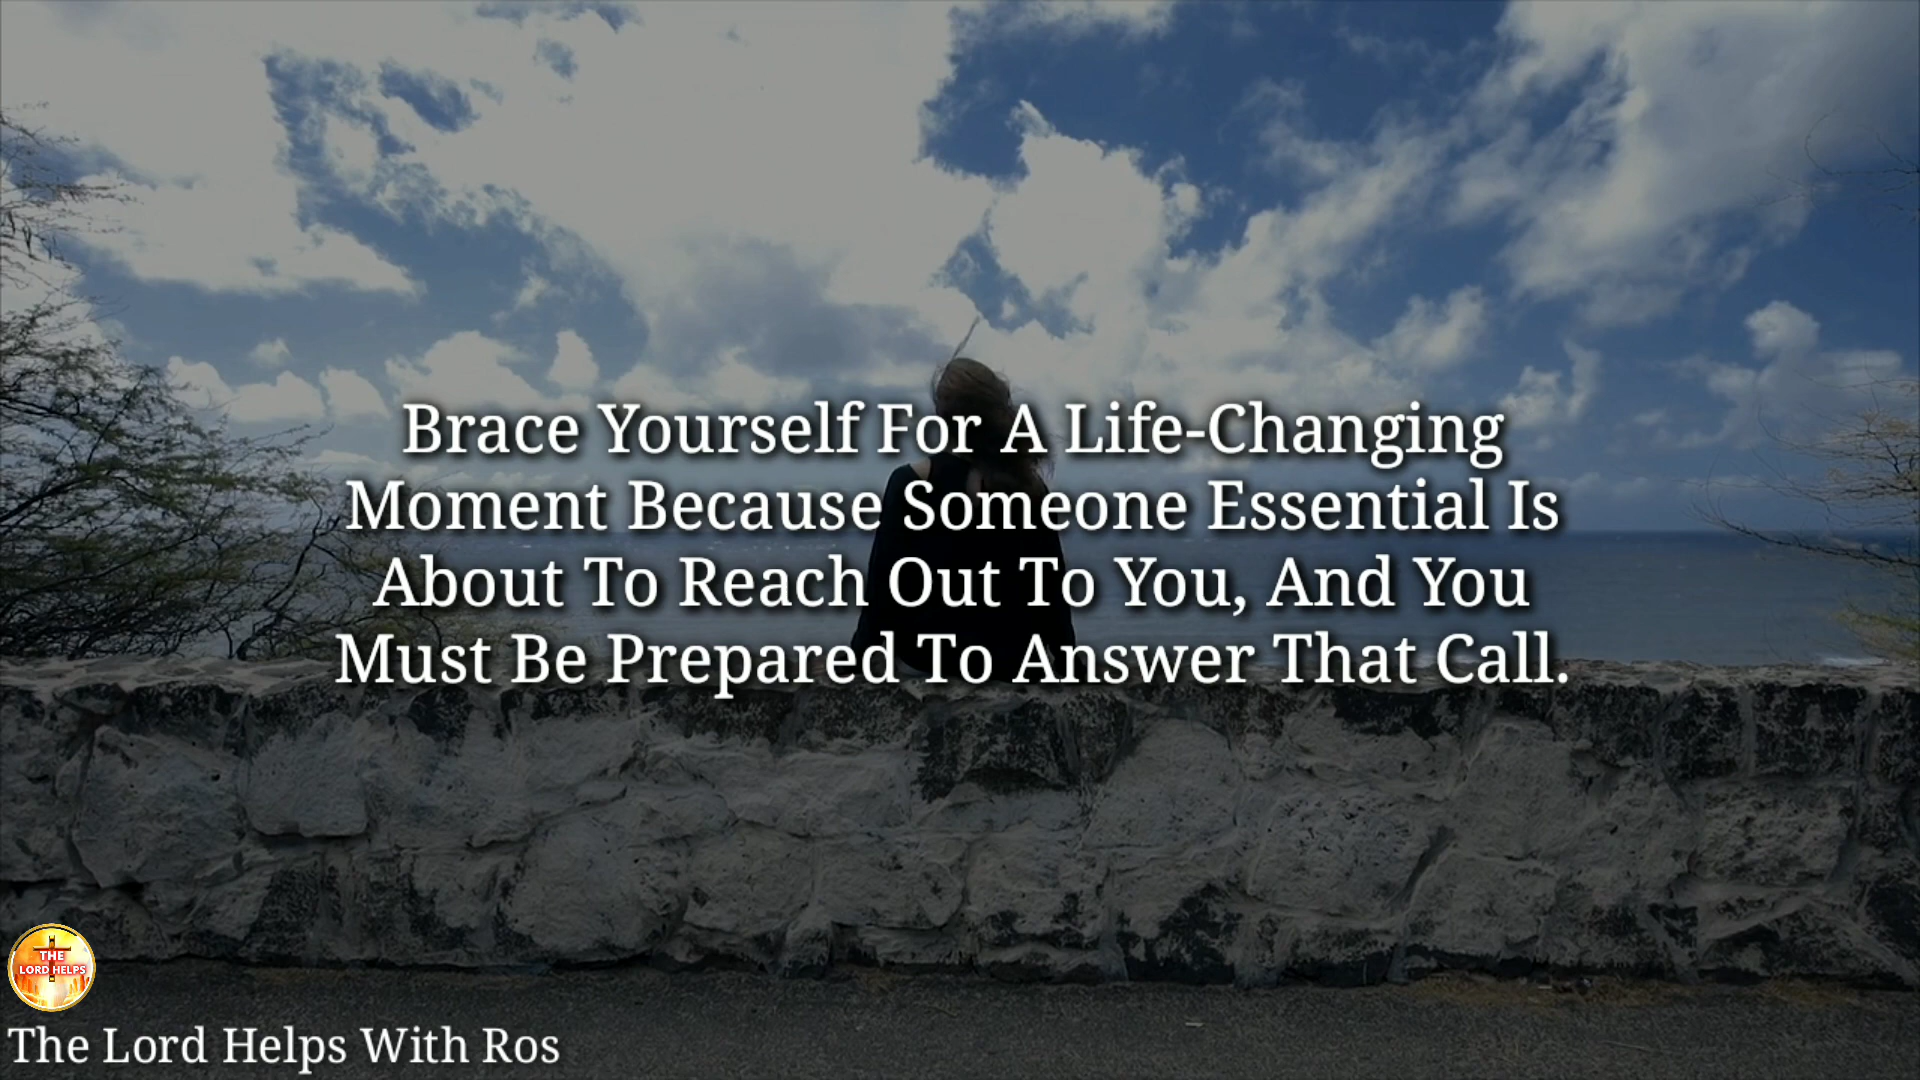 Brace Yourself For A Life-Changing
Moment Because Someone Essential Is
About To Reach Out To You, And You
Must Be Prepared To Answer That Call.
THE
LORD HELPS
The Lord Helps With Ros